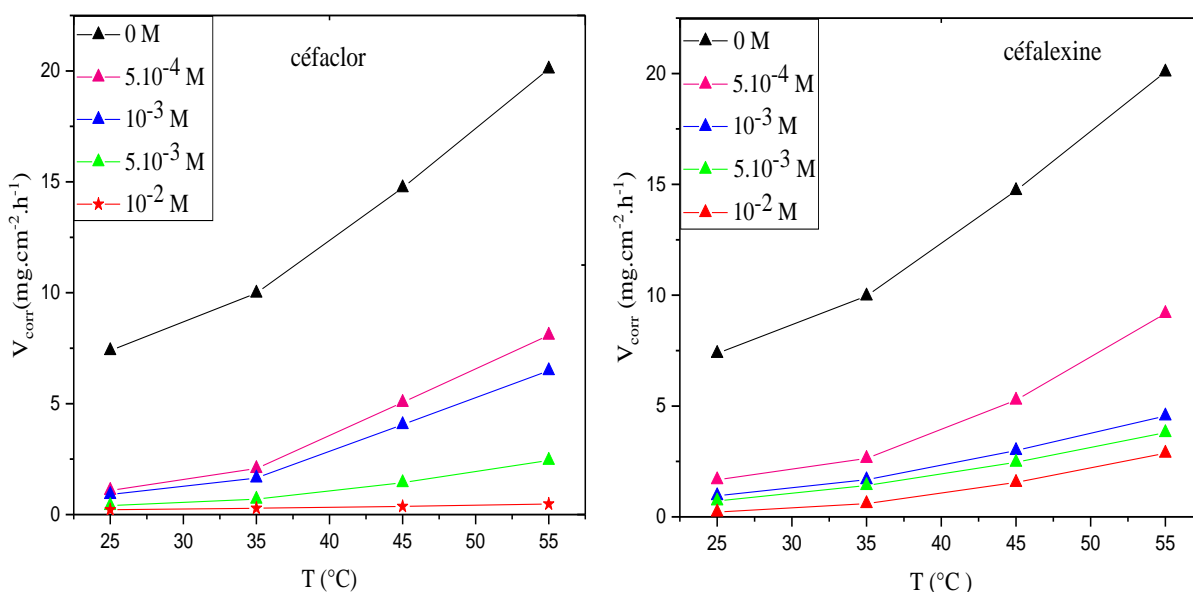 céfaclor
0 M
5.10⁻⁴ M
10⁻³ M
5.10⁻³ M
10⁻² M
V_corr(mg.cm⁻².h⁻¹)
20
15
10
5
0
25 30 35 40 45 50 55
T (°C)
céfalexine
0 M
5.10⁻⁴ M
10⁻³ M
5.10⁻³ M
10⁻² M
V_corr (mg.cm⁻².h⁻¹)
20
15
10
5
0
25 30 35 40 45 50 55
T (°C )